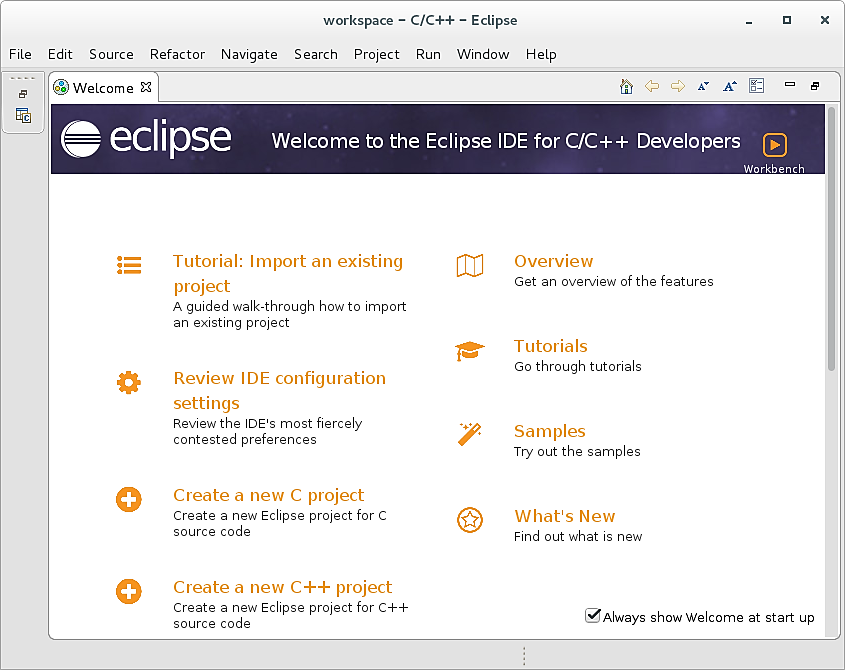 workspace – C/C++ – Eclipse
File Edit Source Refactor Navigate Search Project Run Window Help
Welcome
eclipse
Welcome to the Eclipse IDE for C/C++ Developers
Workbench
Tutorial: Import an existing
project
A guided walk-through how to import
an existing project
Review IDE configuration
settings
Review the IDE's most fiercely
contested preferences
Create a new C project
Create a new Eclipse project for C
source code
Create a new C++ project
Create a new Eclipse project for C++
source code
Overview
Get an overview of the features
Tutorials
Go through tutorials
Samples
Try out the samples
What's New
Find out what is new
Always show Welcome at start up